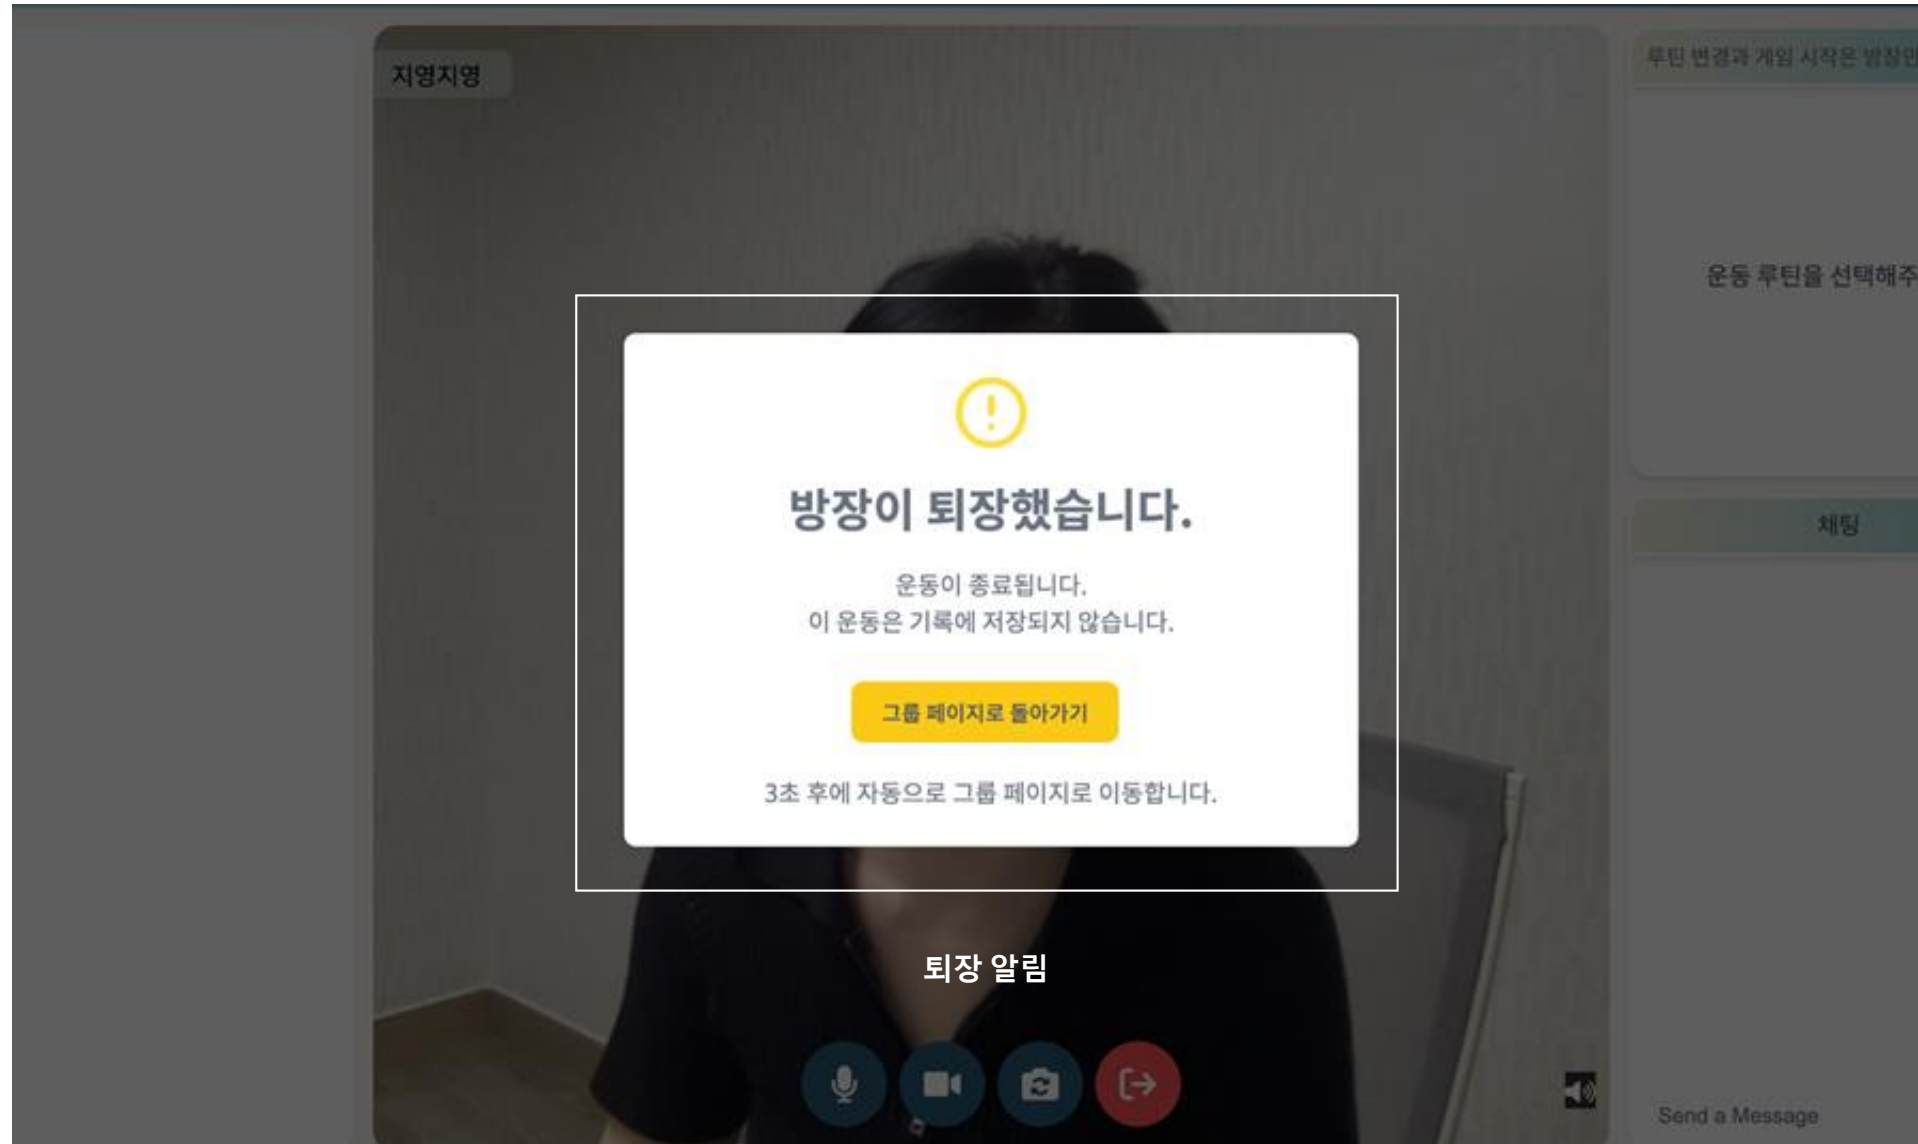 지영지영
루틴 변경과 게임 시작은 방장만
운동 루틴을 선택해주
방장이 퇴장했습니다.
운동이 종료됩니다.
이 운동은 기록에 저장되지 않습니다.
그룹 페이지로 돌아가기
3초 후에 자동으로 그룹 페이지로 이동합니다.
채팅
퇴장 알림
Send a Message